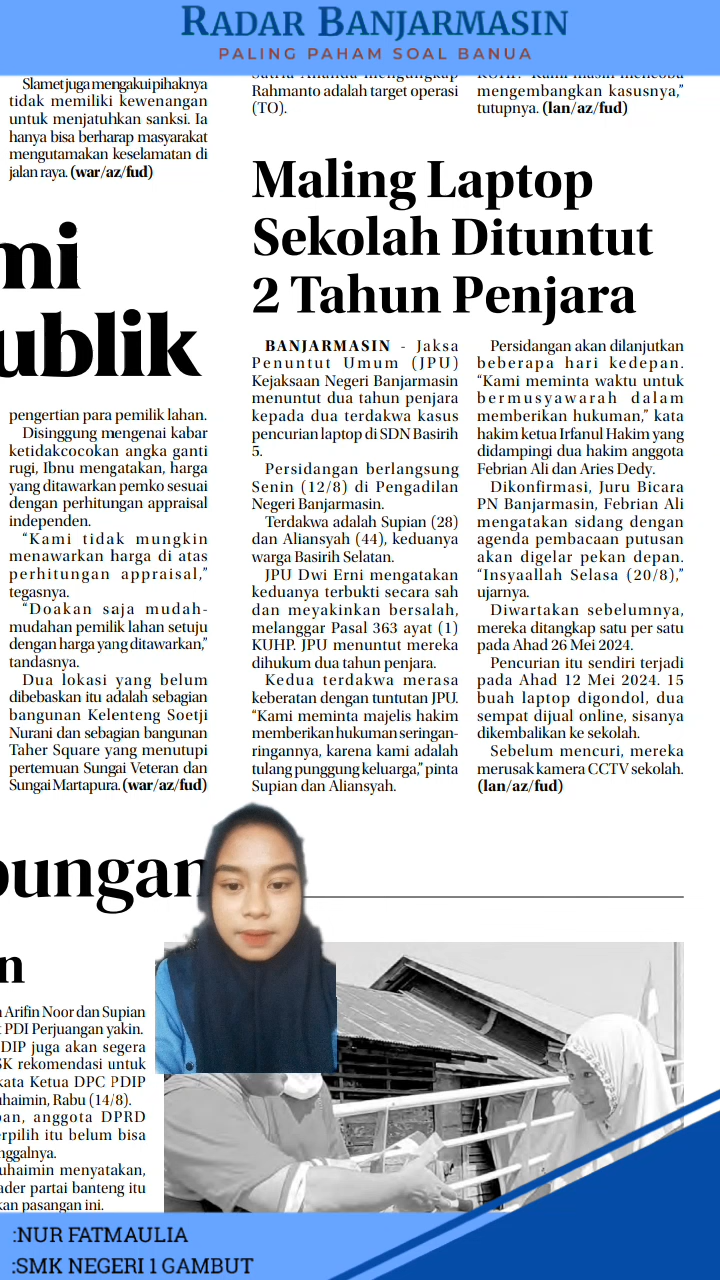 RADAR BANJARMASIN
PALING PAHAM SOAL BANUA
Slamet juga mengakui pihaknya
tidak memiliki kewenangan
untuk menjatuhkan sanksi. Ia
hanya bisa berharap masyarakat
mengutamakan keselamatan di
jalan raya. (war/az/fud)
mi
ublik
pengertian para pemilik lahan.
Disinggung mengenai kabar
ketidakcocokan angka ganti
rugi, Ibnu mengatakan, harga
yang ditawarkan pemko sesuai
dengan perhitungan appraisal
independen.
“Kami tidak mungkin
menawarkan harga di atas
perhitungan appraisal,”
tegasnya.
“Doakan saja mudah-
mudahan pemilik lahan setuju
dengan harga yang ditawarkan,”
tandasnya.
Dua lokasi yang belum
dibebaskan itu adalah sebagian
bangunan Kelenteng Soetji
Nurani dan sebagian bangunan
Taher Square yang menutupi
pertemuan Sungai Veteran dan
Sungai Martapura. (war/az/fud)
Rahmanto adalah target operasi
(TO).
mengembangkan kasusnya,”
tutupnya. (lan/az/fud)
Maling Laptop
Sekolah Dituntut
2 Tahun Penjara
BANJARMASIN - Jaksa
Penuntut Umum (JPU)
Kejaksaan Negeri Banjarmasin
menuntut dua tahun penjara
kepada dua terdakwa kasus
pencurian laptop di SDN Basirih
5.
Persidangan berlangsung
Senin (12/8) di Pengadilan
Negeri Banjarmasin.
Terdakwa adalah Supian (28)
dan Aliansyah (44), keduanya
warga Basirih Selatan.
JPU Dwi Erni mengatakan
keduanya terbukti secara sah
dan meyakinkan bersalah,
melanggar Pasal 363 ayat (1)
KUHP. JPU menuntut mereka
dihukum dua tahun penjara.
Kedua terdakwa merasa
keberatan dengan tuntutan JPU.
“Kami meminta majelis hakim
memberikan hukuman seringan-
ringannya, karena kami adalah
tulang punggung keluarga,” pinta
Supian dan Aliansyah.
Persidangan akan dilanjutkan
beberapa hari kedepan.
“Kami meminta waktu untuk
bermusyawarah dalam
memberikan hukuman,” kata
hakim ketua Irfanul Hakim yang
didampingi dua hakim anggota
Febrian Ali dan Aries Dedy.
Dikonfirmasi, Juru Bicara
PN Banjarmasin, Febrian Ali
mengatakan sidang dengan
agenda pembacaan putusan
akan digelar pekan depan.
“Insyaallah Selasa (20/8),”
ujarnya.
Diwartakan sebelumnya,
mereka ditangkap satu per satu
pada Ahad 26 Mei 2024.
Pencurian itu sendiri terjadi
pada Ahad 12 Mei 2024. 15
buah laptop digondol, dua
sempat dijual online, sisanya
dikembalikan ke sekolah.
Sebelum mencuri, mereka
merusak kamera CCTV sekolah.
(lan/az/fud)
pungan
n
Arifin Noor dan Supian
PDI Perjuangan yakin.
DIP juga akan segera
SK rekomendasi untuk
kata Ketua DPC PDIP
uhaimin, Rabu (14/8).
pan, anggota DPRD
erpilih itu belum bisa
nggalnya.
uhaimin menyatakan,
ader partai banteng itu
kan pasangan ini.
:NUR FATMAULIA
:SMK NEGERI 1 GAMBUT